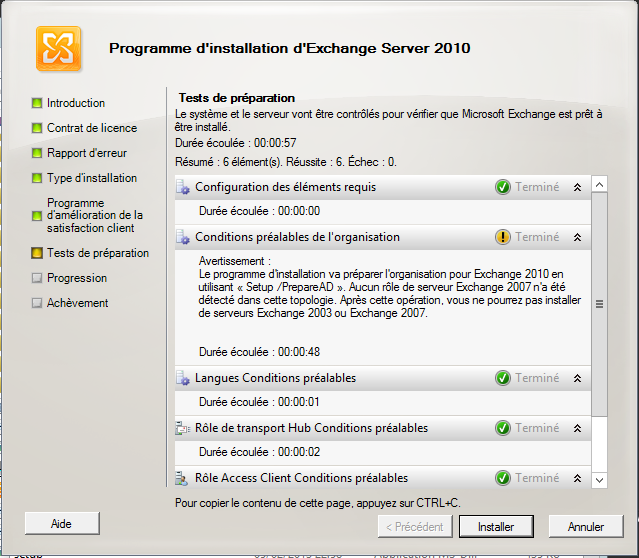 Programme d'installation d'Exchange Server 2010
Introduction
Contrat de licence
Rapport d'erreur
Type d'installation
Programme
d'amélioration de la
satisfaction client
Tests de préparation
Progression
Achèvement
Tests de préparation
Le système et le serveur vont être contrôlés pour vérifier que Microsoft Exchange est prêt à
être installé.
Durée écoulée : 00:00:57
Résumé : 6 élément(s). Réussite : 6. Échec : 0.
Configuration des éléments requis Terminé
Durée écoulée : 00:00:00
Conditions préalables de l'organisation Terminé
Avertissement :
Le programme d'installation va préparer l'organisation pour Exchange 2010 en
utilisant « Setup /PrepareAD ». Aucun rôle de serveur Exchange 2007 n'a été
détecté dans cette topologie. Après cette opération, vous ne pourrez pas installer
de serveurs Exchange 2003 ou Exchange 2007.
Durée écoulée : 00:00:48
Langues Conditions préalables Terminé
Durée écoulée : 00:00:01
Rôle de transport Hub Conditions préalables Terminé
Durée écoulée : 00:00:02
Rôle Access Client Conditions préalables Terminé
Pour copier le contenu de cette page, appuyez sur CTRL+C.
Aide
< Précédent
Installer
Annuler